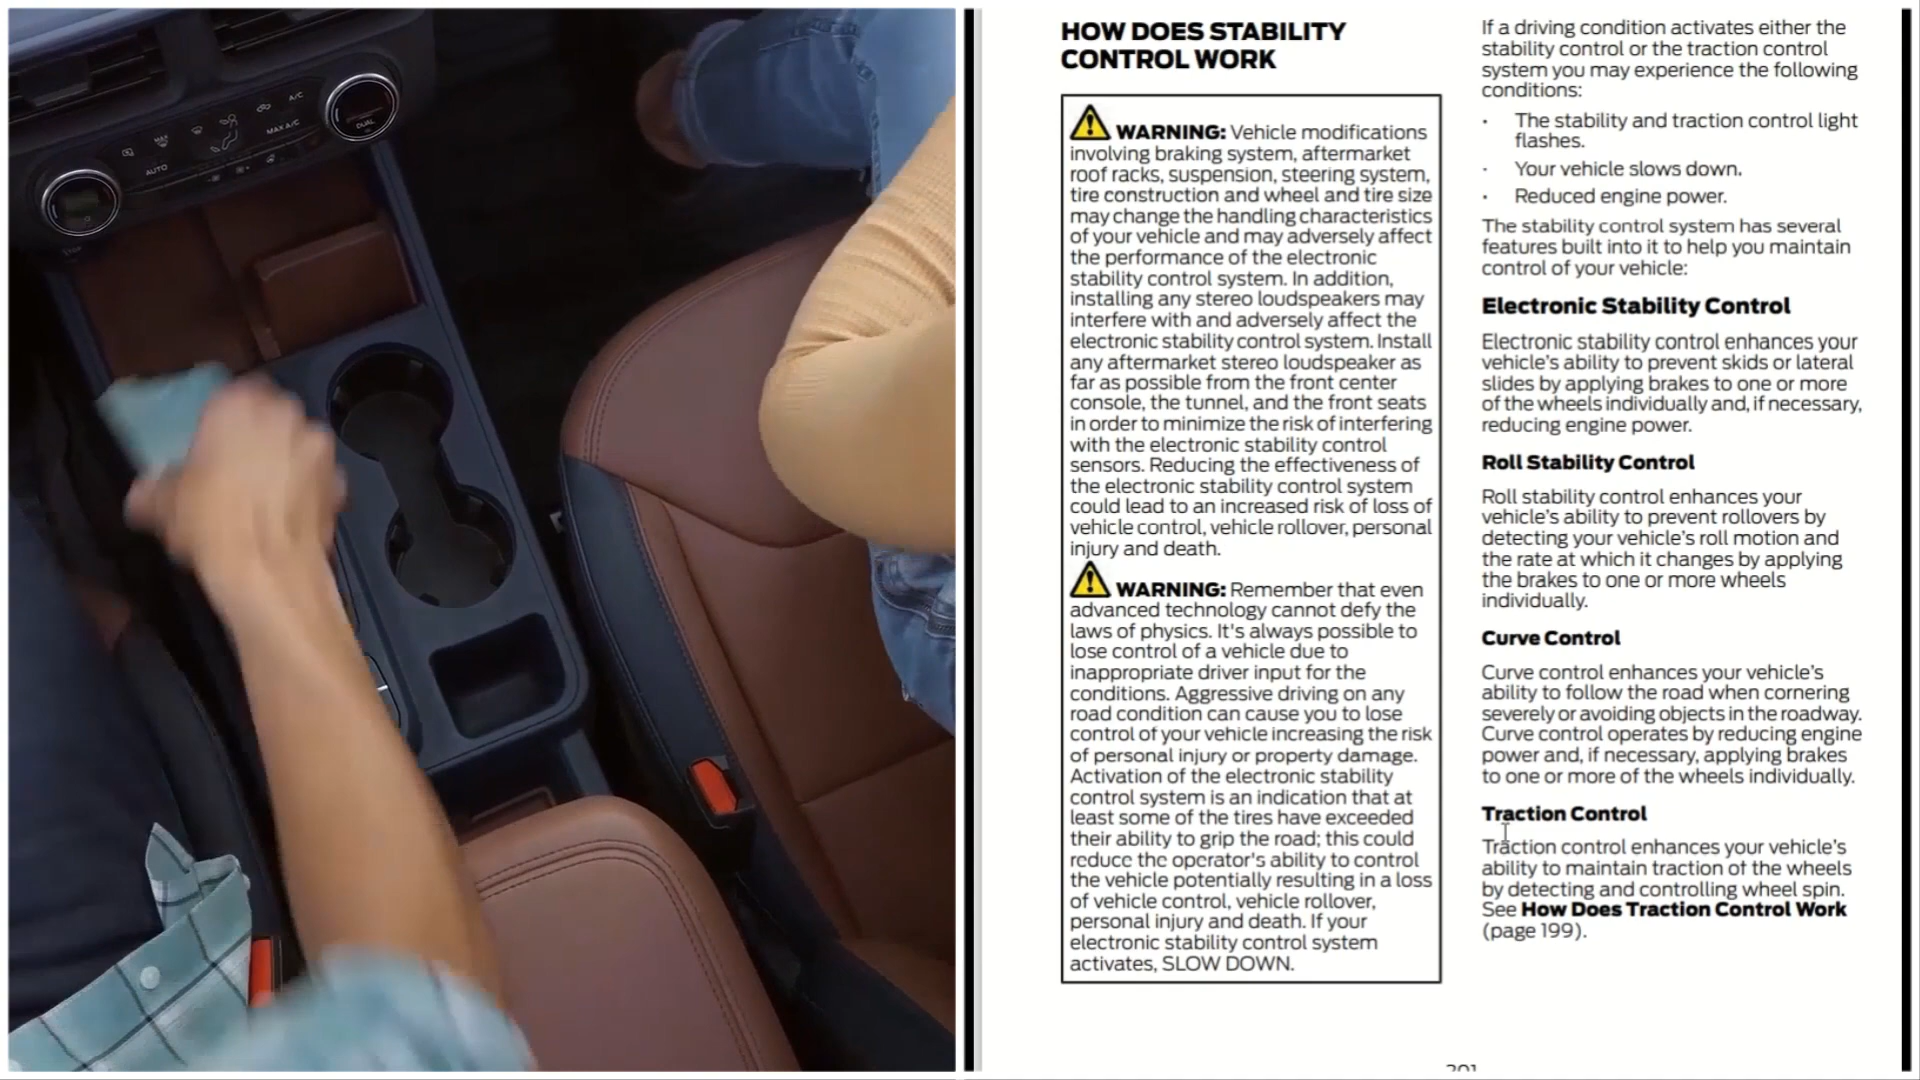 A/C
MAX A/C
DUAL
MAX
AUTO
HOW DOES STABILITY
CONTROL WORK
WARNING: Vehicle modifications
involving braking system, aftermarket
roof racks, suspension, steering system,
tire construction and wheel and tire size
may change the handling characteristics
of your vehicle and may adversely affect
the performance of the electronic
stability control system. In addition,
installing any stereo loudspeakers may
interfere with and adversely affect the
electronic stability control system. Install
any aftermarket stereo loudspeaker as
far as possible from the front center
console, the tunnel, and the front seats
in order to minimize the risk of interfering
with the electronic stability control
sensors. Reducing the effectiveness of
the electronic stability control system
could lead to an increased risk of loss of
vehicle control, vehicle rollover, personal
injury and death.
WARNING: Remember that even
advanced technology cannot defy the
laws of physics. It's always possible to
lose control of a vehicle due to
inappropriate driver input for the
conditions. Aggressive driving on any
road condition can cause you to lose
control of your vehicle increasing the risk
of personal injury or property damage.
Activation of the electronic stability
control system is an indication that at
least some of the tires have exceeded
their ability to grip the road; this could
reduce the operator's ability to control
the vehicle potentially resulting in a loss
of vehicle control, vehicle rollover,
personal injury and death. If your
electronic stability control system
activates, SLOW DOWN.
If a driving condition activates either the
stability control or the traction control
system you may experience the following
conditions:
· The stability and traction control light
flashes.
· Your vehicle slows down.
· Reduced engine power.
The stability control system has several
features built into it to help you maintain
control of your vehicle:
Electronic Stability Control
Electronic stability control enhances your
vehicle's ability to prevent skids or lateral
slides by applying brakes to one or more
of the wheels individually and, if necessary,
reducing engine power.
Roll Stability Control
Roll stability control enhances your
vehicle's ability to prevent rollovers by
detecting your vehicle's roll motion and
the rate at which it changes by applying
the brakes to one or more wheels
individually.
Curve Control
Curve control enhances your vehicle's
ability to follow the road when cornering
severely or avoiding objects in the roadway.
Curve control operates by reducing engine
power and, if necessary, applying brakes
to one or more of the wheels individually.
Traction Control
Traction control enhances your vehicle's
ability to maintain traction of the wheels
by detecting and controlling wheel spin.
See How Does Traction Control Work
(page 199).